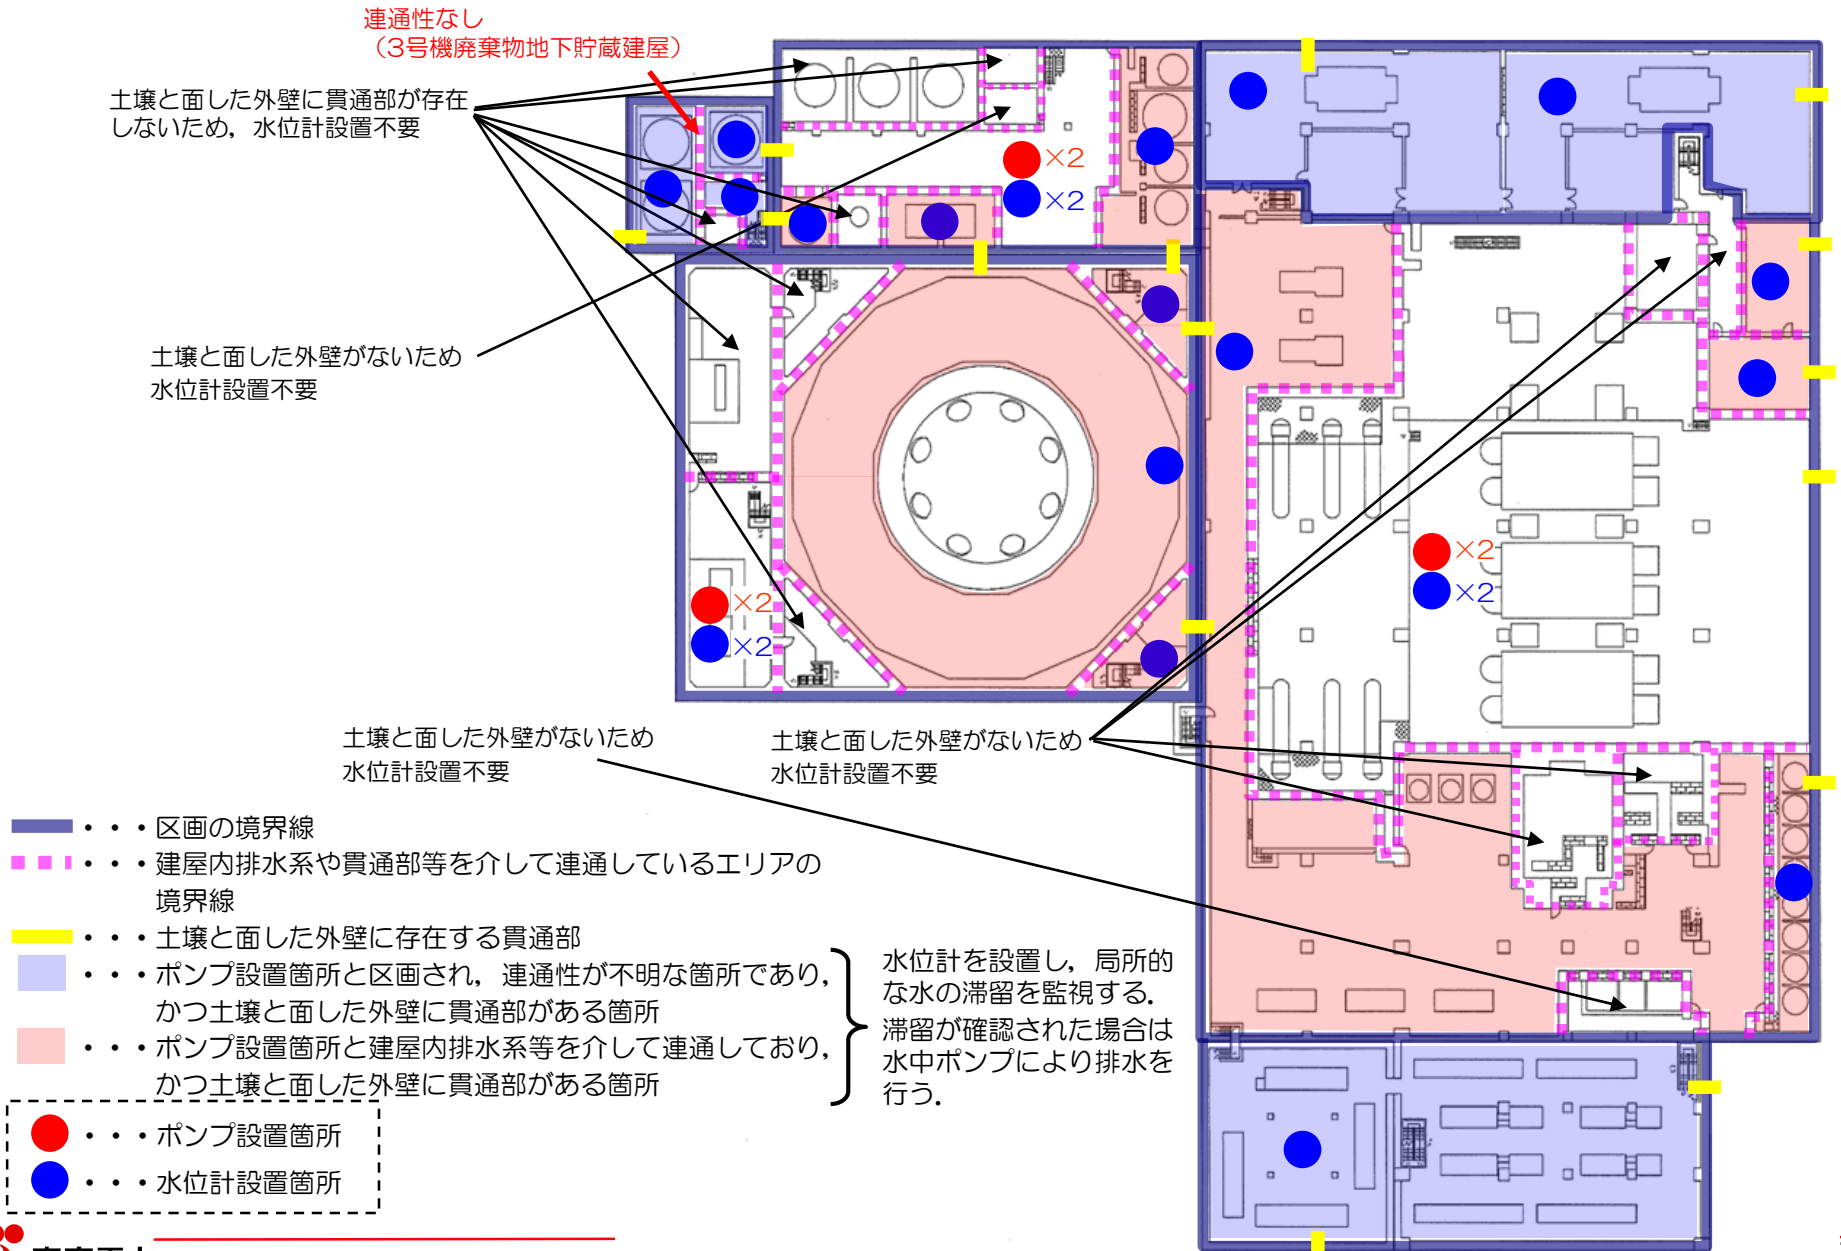 連通性なし
（3号機廃棄物地下貯蔵建屋）
土壌と面した外壁に貫通部が存在
しないため，水位計設置不要
×2
×2
土壌と面した外壁がないため
水位計設置不要
×2
×2
×2
×2
土壌と面した外壁がないため
水位計設置不要
土壌と面した外壁がないため
水位計設置不要
・・・区画の境界線
・・・建屋内排水系や貫通部等を介して連通しているエリアの
境界線
・・・土壌と面した外壁に存在する貫通部
・・・ポンプ設置箇所と区画され，連通性が不明な箇所であり，
かつ土壌と面した外壁に貫通部がある箇所
・・・ポンプ設置箇所と建屋内排水系等を介して連通しており，
かつ土壌と面した外壁に貫通部がある箇所
水位計を設置し，局所的
な水の滞留を監視する．
滞留が確認された場合は
水中ポンプにより排水を
行う．
・・・ポンプ設置箇所
・・・水位計設置箇所